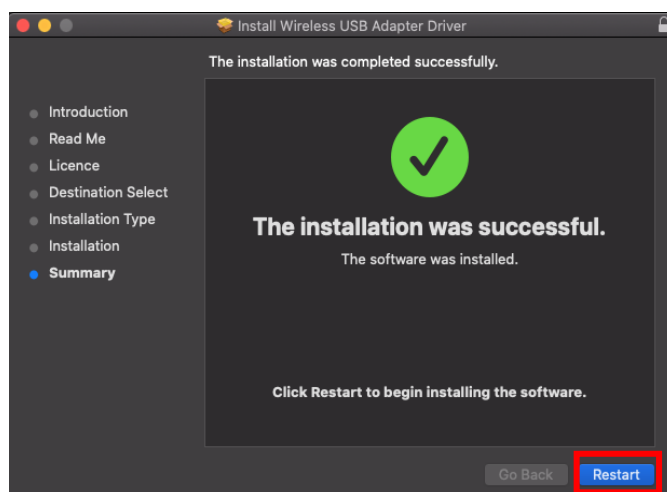 Install Wireless USB Adapter Driver
The installation was completed successfully.
Introduction
Read Me
Licence
Destination Select
Installation Type
Installation
Summary
The installation was successful.
The software was installed.
Click Restart to begin installing the software.
Go Back
Restart